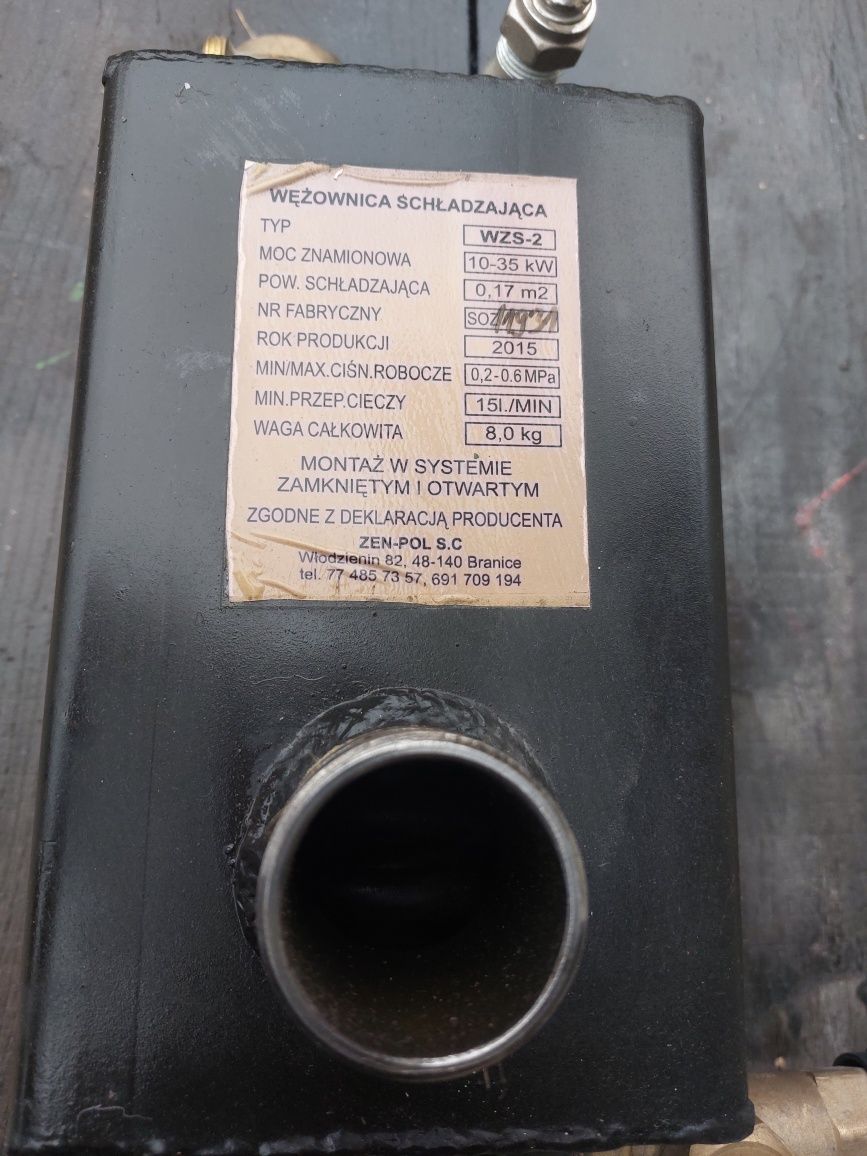 WĘŻOWNICA SCHŁADZAJĄCA
TYP WZS-2
MOC ZNAMIONOWA 10-35 kW
POW. SCHŁADZAJĄCA 0,17 m2
NR FABRYCZNY SOZ
ROK PRODUKCJI 2015
MIN/MAX.CIŚN.ROBOCZE 0,2-0.6 MPa
MIN.PRZEP.CIECZY 15l./MIN
WAGA CAŁKOWITA 8,0 kg
MONTAŻ W SYSTEMIE
ZAMKNIĘTYM I OTWARTYM
ZGODNE Z DEKLARACJĄ PRODUCENTA
ZEN-POL S.C
Włodzienin 82, 48-140 Branice
tel. 77 485 73 57, 691 709 194